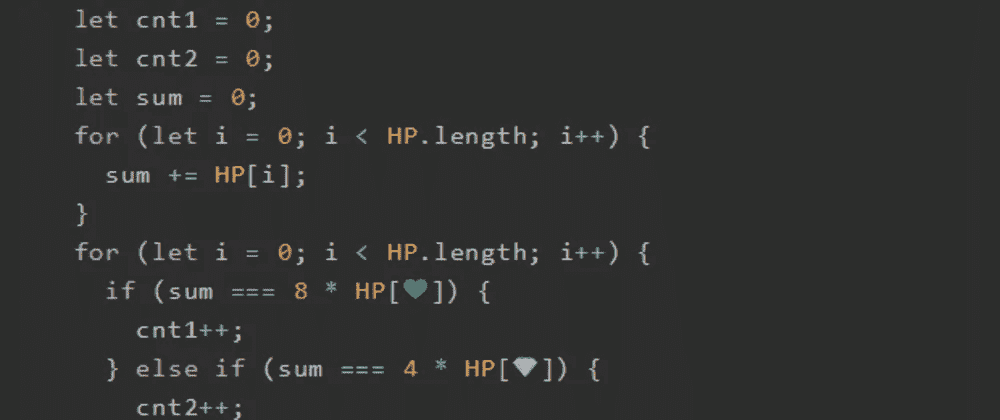 let cnt1 = 0;
let cnt2 = 0;
let sum = 0;
for (let i = 0; i < HP.length; i++) {
  sum += HP[i];
}
for (let i = 0; i < HP.length; i++) {
  if (sum === 8 * HP[♥]) {
    cnt1++;
  } else if (sum === 4 * HP[💎]) {
    cnt2++;